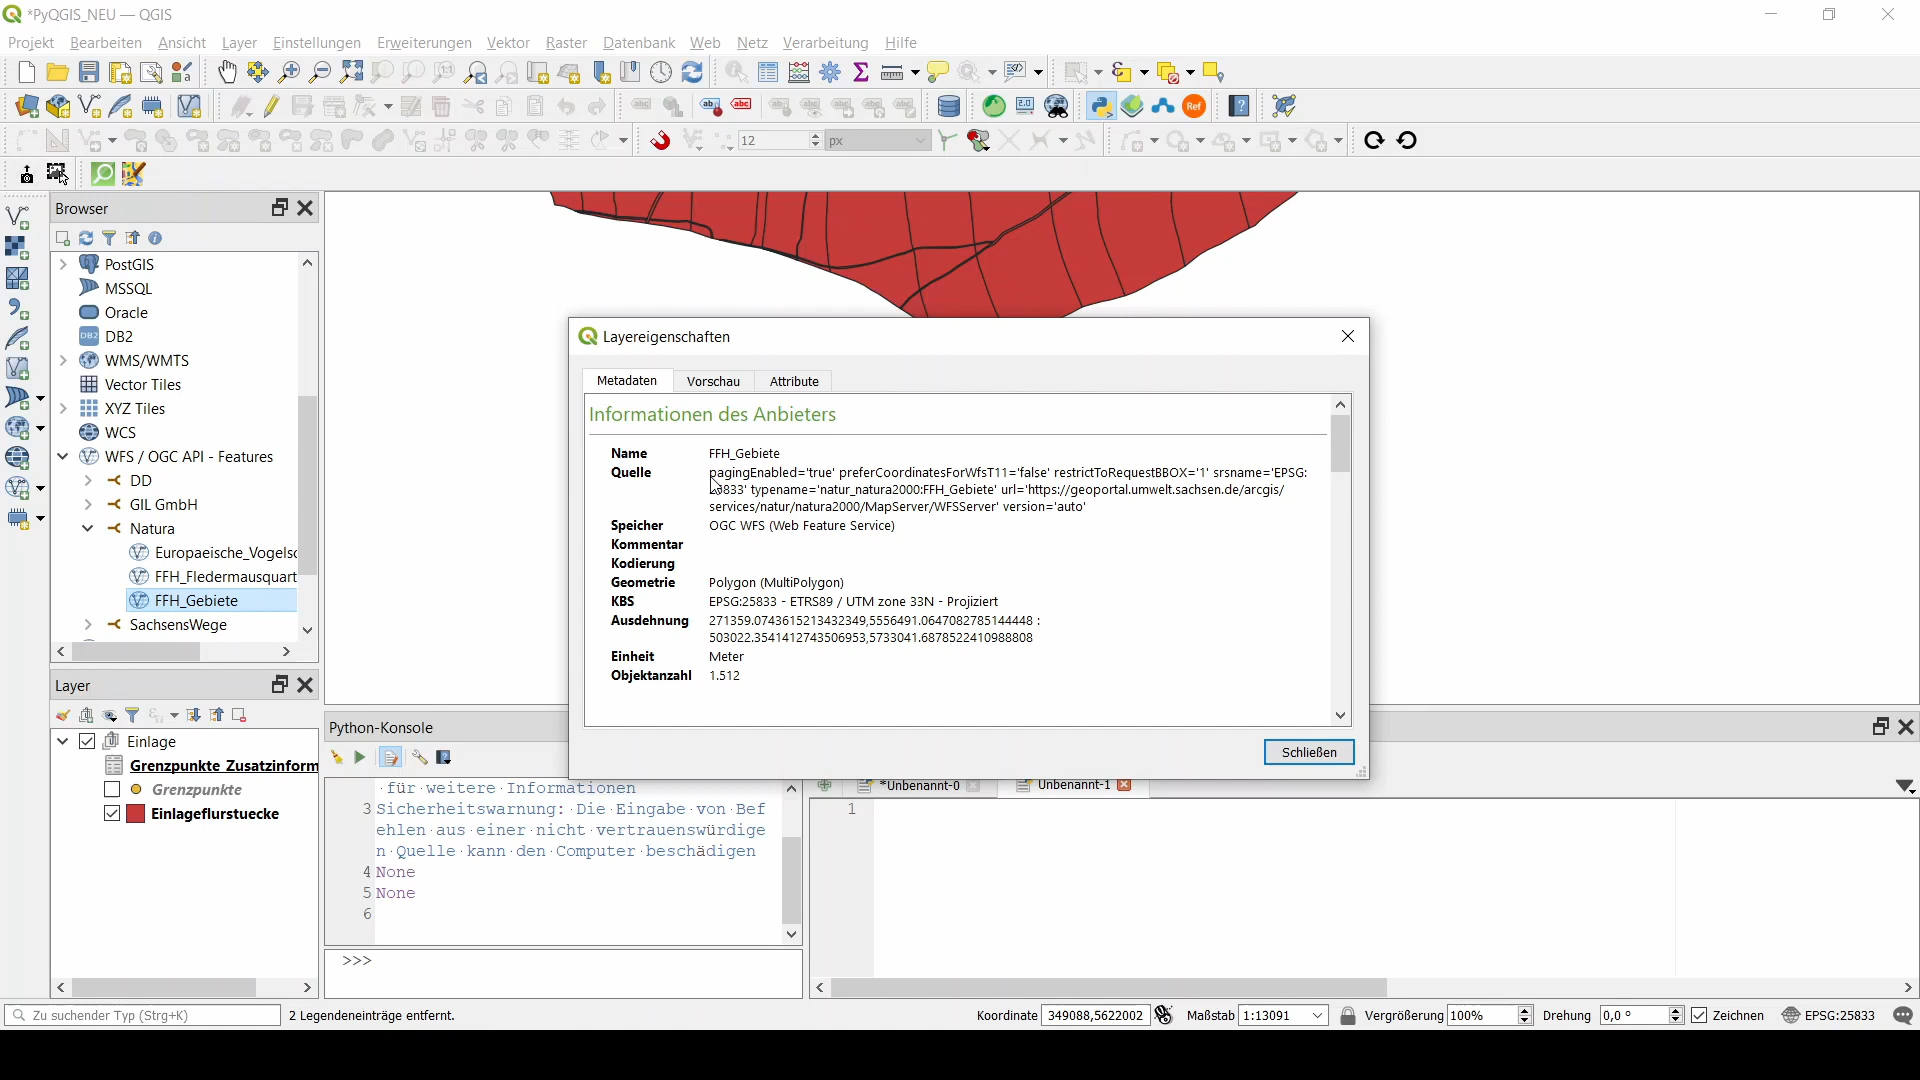 *PyQGIS_NEU — QGIS
Projekt Bearbeiten Ansicht Layer Einstellungen Erweiterungen Vektor Raster Datenbank Web Netz Verarbeitung Hilfe
12 px
Browser
PostGIS
MSSQL
Oracle
DB2
WMS/WMTS
Vector Tiles
XYZ Tiles
WCS
WFS / OGC API - Features
DD
GIL GmbH
Natura
Europaeische_Vogelsc
FFH_Fledermausquart
FFH_Gebiete
SachsensWege
Layer
Einlage
Grenzpunkte Zusatzinform
Grenzpunkte
Einlageflurstuecke
Layereigenschaften
Metadaten Vorschau Attribute
Informationen des Anbieters
Name FFH_Gebiete
Quelle pagingEnabled='true' preferCoordinatesForWfsT11='false' restrictToRequestBBOX='1' srsname='EPSG:
25833' typename='natur_natura2000:FFH_Gebiete' url='https://geoportal.umwelt.sachsen.de/arcgis/
services/natur/natura2000/MapServer/WFSServer' version='auto'
Speicher OGC WFS (Web Feature Service)
Kommentar
Kodierung
Geometrie Polygon (MultiPolygon)
KBS EPSG:25833 - ETRS89 / UTM zone 33N - Projiziert
Ausdehnung 271359.0743615213432349,5556491.0647082785144448 :
503022.3541412743506953,5733041.6878522410988808
Einheit Meter
Objektanzahl 1.512
Schließen
Python-Konsole
*Unbenannt-0 Unbenannt-1
für weitere Informationen
3 Sicherheitswarnung: Die Eingabe von Bef
ehlen aus einer nicht vertrauenswürdige
n Quelle kann den Computer beschädigen
4 None
5 None
6
>>>
1
Zu suchender Typ (Strg+K) 2 Legendeneinträge entfernt. Koordinate 349088,5622002 Maßstab 1:13091 Vergrößerung 100% Drehung 0,0 ° Zeichnen EPSG:25833